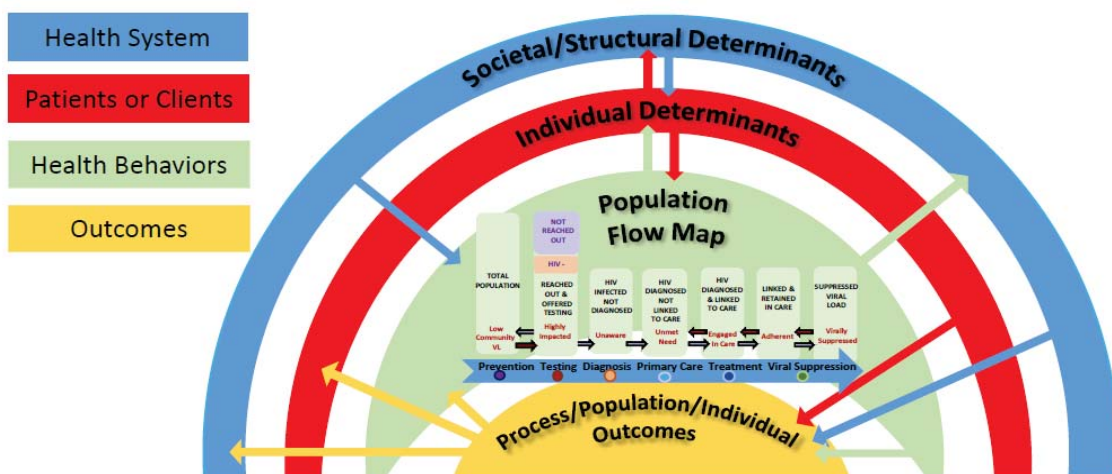 Health System
Patients or Clients
Health Behaviors
Outcomes
Societal/Structural Determinants
Individual Determinants
Population
Flow Map
TOTAL
POPULATION
Low
Community
VL
NOT
REACHED
OUT
HIV -
REACHED
OUT &
OFFERED
TESTING
Highly
Impacted
HIV
INFECTED
NOT
DIAGNOSED
Unaware
HIV
DIAGNOSED
NOT
LINKED
TO CARE
Unmet
Need
HIV
DIAGNOSED
& LINKED
TO CARE
Engaged
In Care
LINKED &
RETAINED
IN CARE
Adherent
SUPPRESSED
VIRAL
LOAD
Virally
Suppressed
Prevention Testing Diagnosis Primary Care Treatment Viral Suppression
Process/Population/Individual
Outcomes